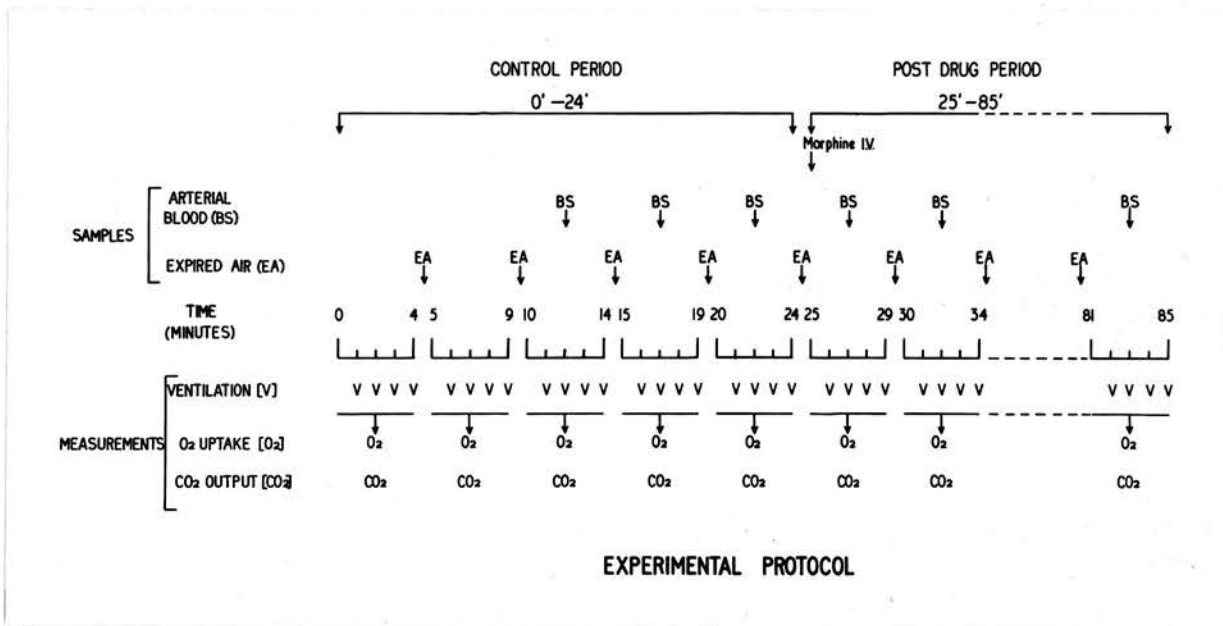 CONTROL PERIOD
0' - 24'
POST DRUG PERIOD
25' - 85'
Morphine I.V.
SAMPLES
ARTERIAL
BLOOD (BS)
BS BS BS BS BS BS
EXPIRED AIR (EA)
EA EA EA EA EA EA EA EA
TIME
(MINUTES)
0 4 5 9 10 14 15 19 20 24 25 29 30 34 81 85
MEASUREMENTS
VENTILATION [V]
V V V V V V V V V V V V V V V V V V V V V V V V V V V V V V V V
O₂ UPTAKE [O₂]
O₂ O₂ O₂ O₂ O₂ O₂ O₂ O₂
CO₂ OUTPUT [CO₂]
CO₂ CO₂ CO₂ CO₂ CO₂ CO₂ CO₂ CO₂
EXPERIMENTAL PROTOCOL